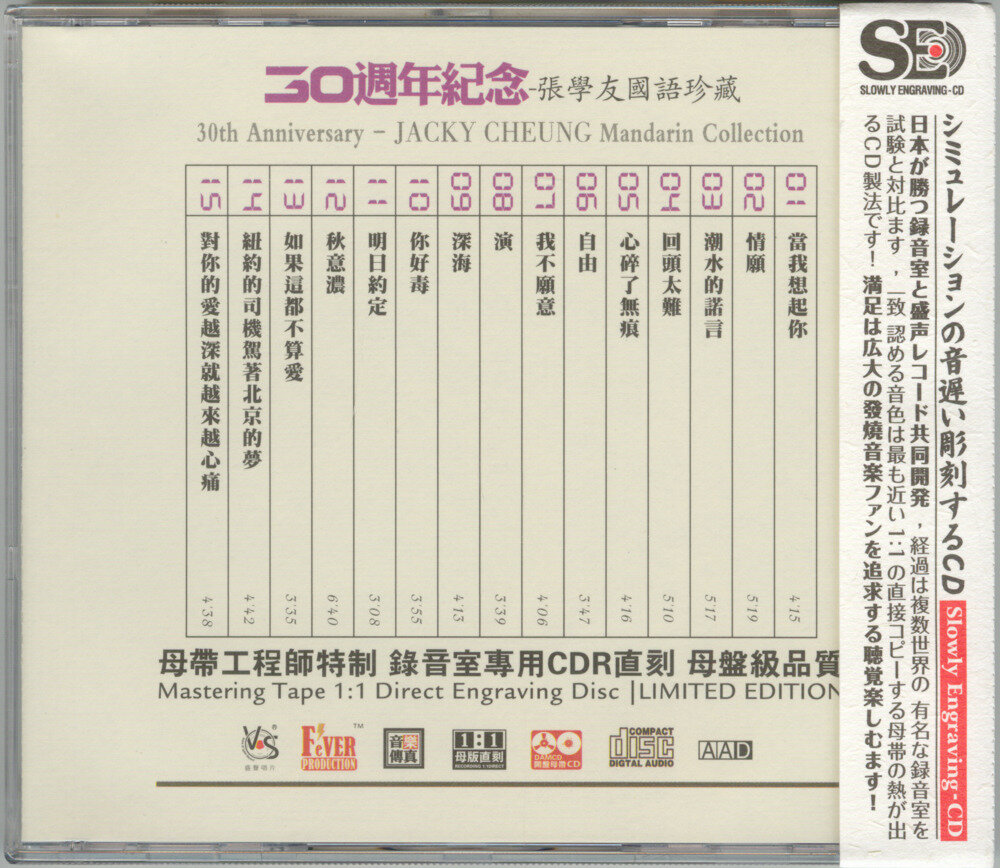 30週年紀念-張學友國語珍藏
30th Anniversary - JACKY CHEUNG Mandarin Collection
01 當我想起你 4'15
02 情願 5'19
03 潮水的諾言 5'17
04 回頭太難 5'10
05 心碎了無痕 4'16
06 自由 3'47
07 我不願意 4'06
08 演 3'39
09 深海 4'13
10 你好毒 3'55
11 明日約定 3'08
12 秋意濃 6'40
13 如果這都不算愛 3'35
14 紐約的司機駕著北京的夢 4'42
15 對你的愛越深就越來越心痛 4'38
母帶工程師特制 錄音室專用CDR直刻 母盤級品質
Mastering Tape 1:1 Direct Engraving Disc |LIMITED EDITION
VS®
盛聲唱片
FEVER™
PRODUCTION
音樂
傳真
1:1
母版直刻
RECORDING 1:1DIRECT
DAMCD
開盤母帶CD
COMPACT
disc
DIGITAL AUDIO
AAD
SE
SLOWLY ENGRAVING-CD
シミュレーションの音遅い彫刻するCD Slowly Engraving-CD
日本が勝つ録音室と盛声レコード共同開発，経過は複数世界の 有名な録音室を
試験と対比ます，一致 認める音色は最も近い 1:1 の直接コピーする母帯の熱が出
るCD製法です! 満足は広大の發燒音楽ファンを追求する聴覚楽しむます!